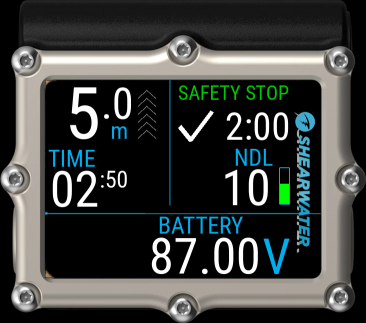 5.0 m
SAFETY STOP
✓ 2:00
TIME
02:50
NDL
10
BATTERY
87.00V
SHEARWATER